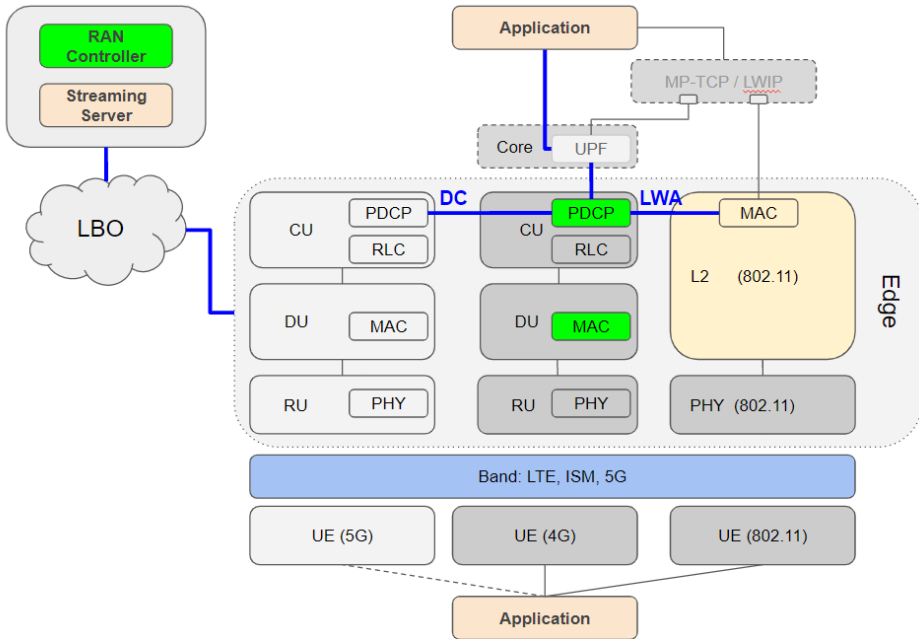 RAN
Controller
Streaming
Server
LBO
Application
MP-TCP / LWIP
Core
UPF
DC
LWA
CU
PDCP
RLC
DU
MAC
RU
PHY
CU
PDCP
RLC
DU
MAC
RU
PHY
MAC
L2 (802.11)
PHY (802.11)
Edge
Band: LTE, ISM, 5G
UE (5G)
UE (4G)
UE (802.11)
Application